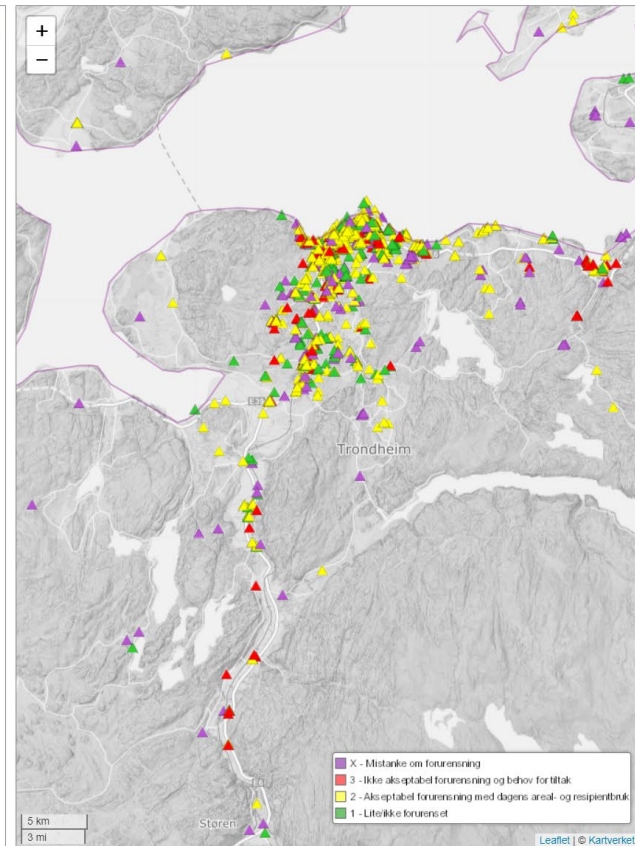 +
−
E39
Trondheim
E6
Støren
5 km
3 mi
X - Mistanke om forurensning
3 - Ikke akseptabel forurensning og behov for tiltak
2 - Akseptabel forurensning med dagens areal- og resipientbruk
1 - Lite/ikke forurenset
Leaflet | © Kartverket